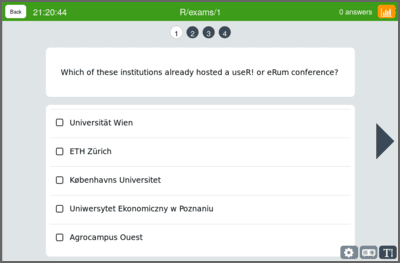 Back 21:20:44 R/exams/1 0 answers
1 2 3 4
Which of these institutions already hosted a useR! or eRum conference?
Universität Wien
ETH Zürich
Københavns Universitet
Uniwersytet Ekonomiczny w Poznaniu
Agrocampus Ouest
TI